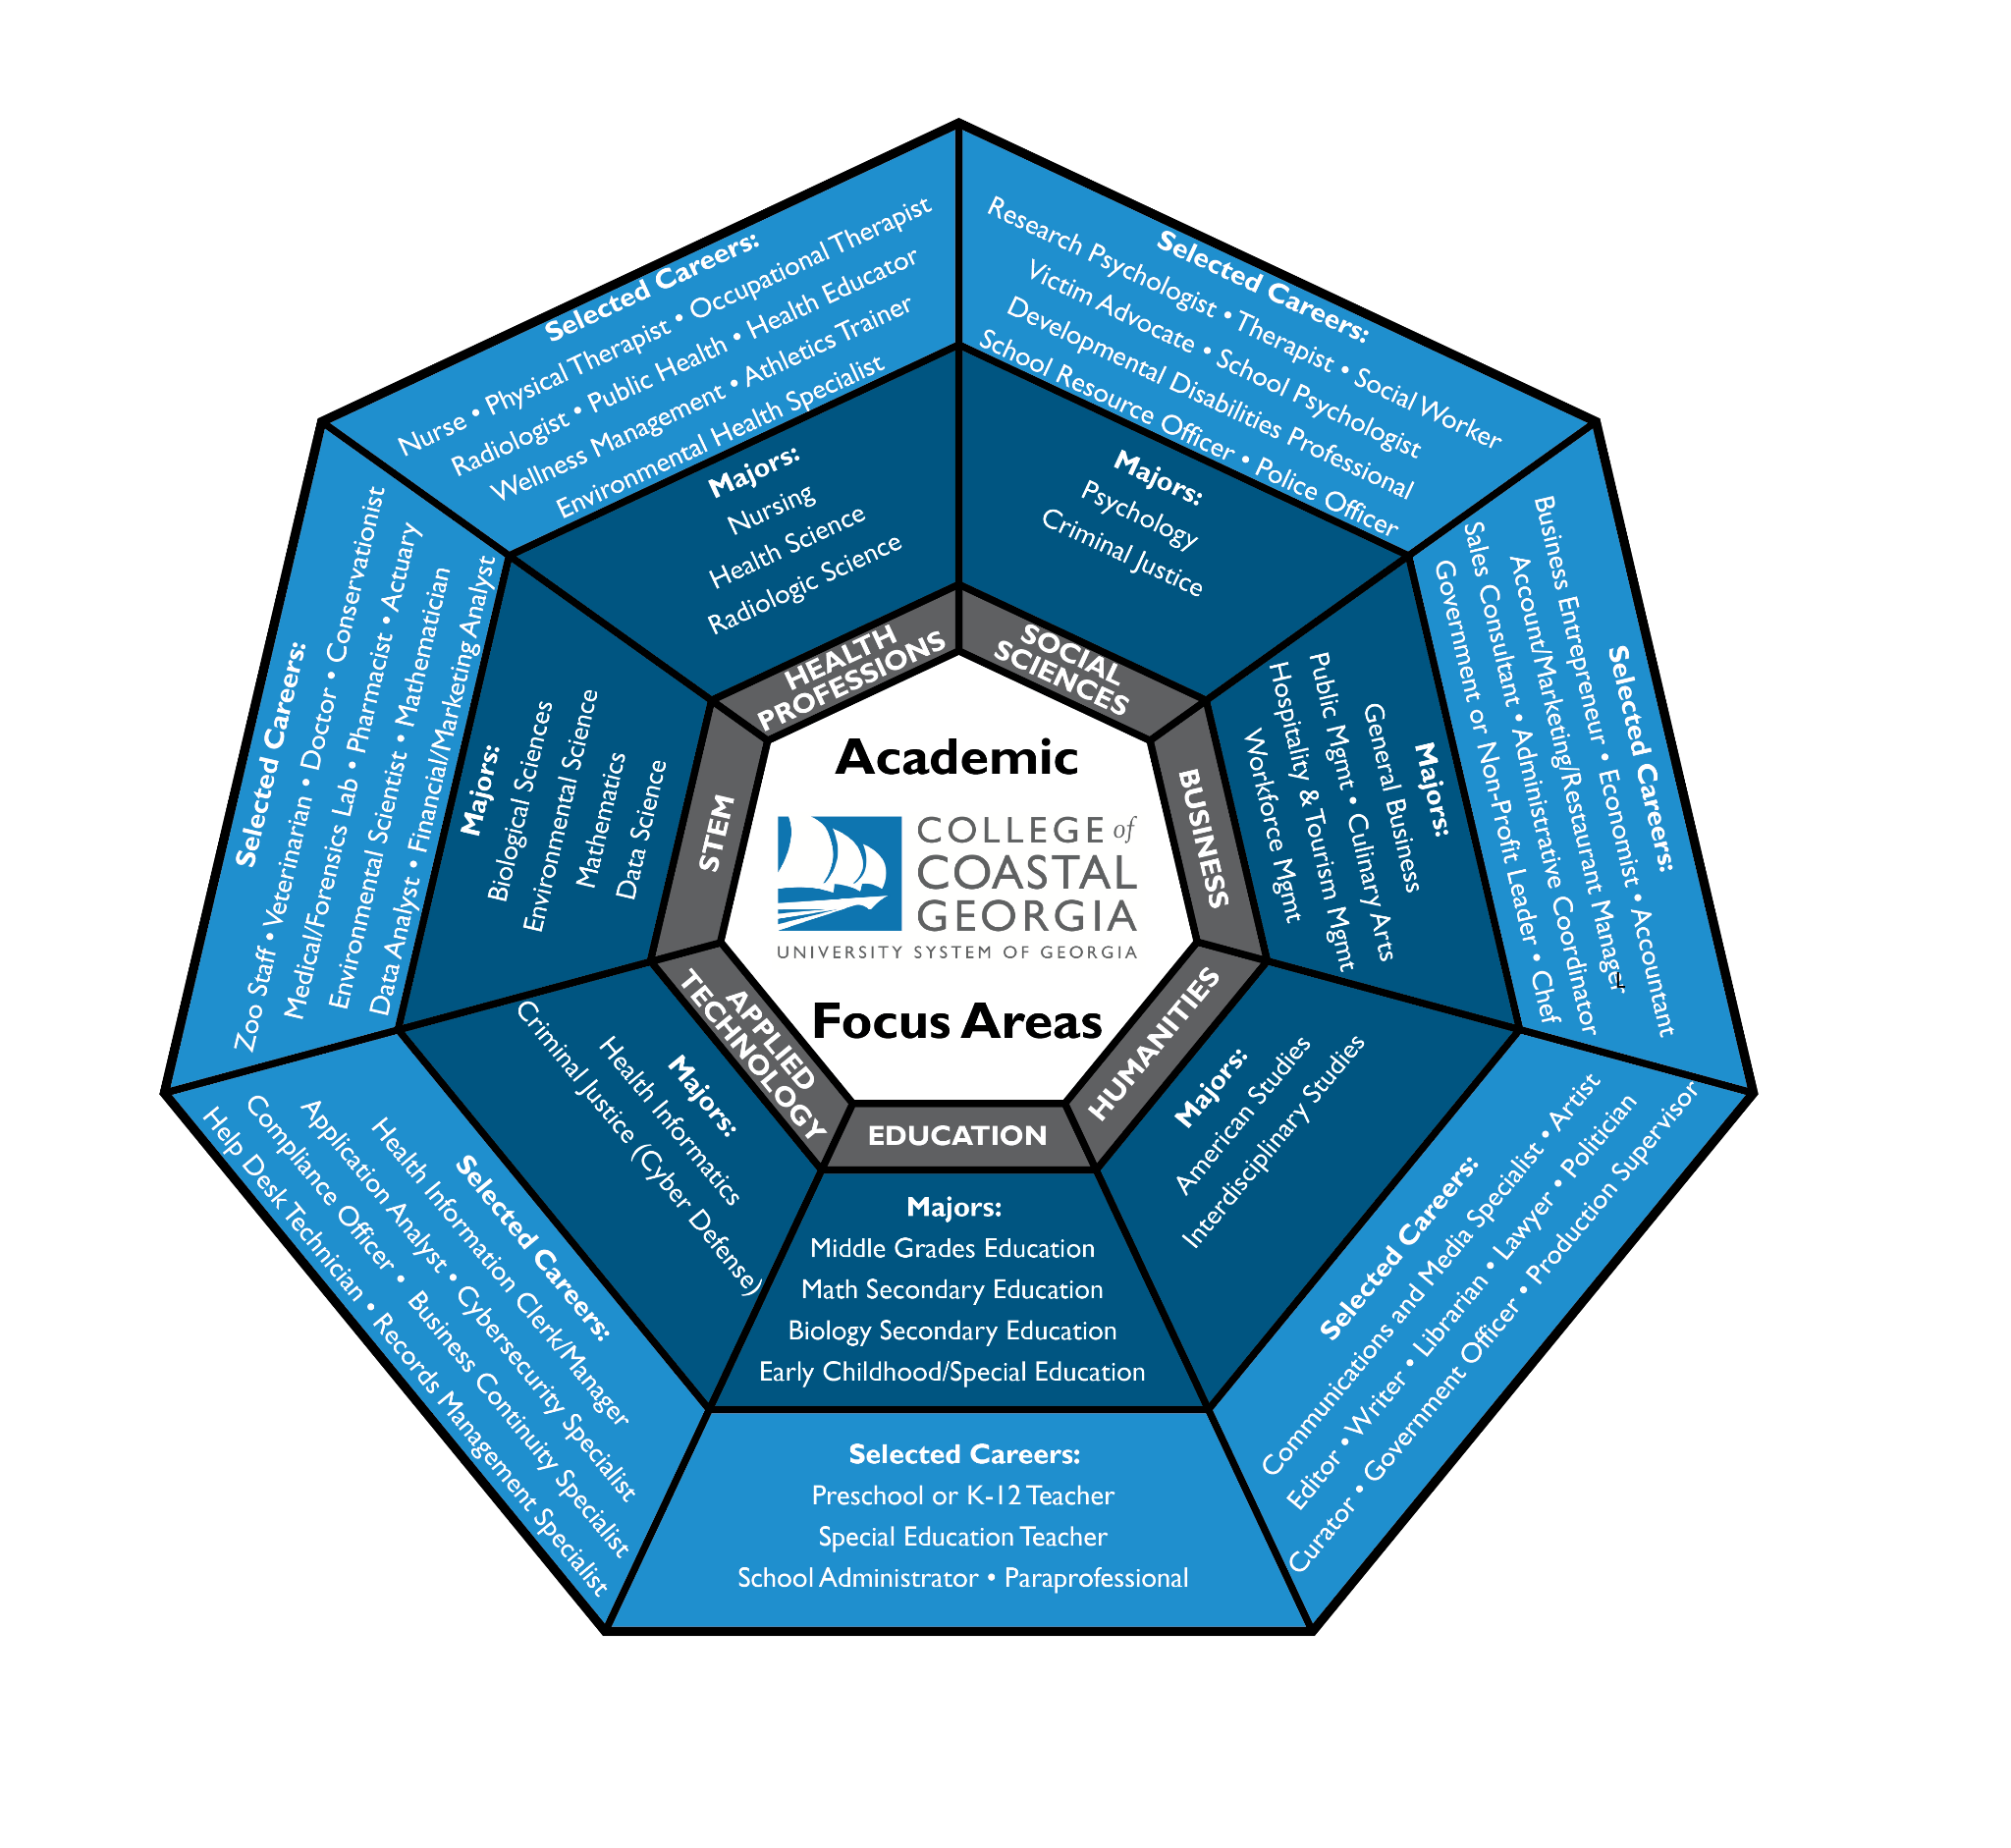 Academic
COLLEGE of
COASTAL
GEORGIA
UNIVERSITY SYSTEM OF GEORGIA
Focus Areas
HEALTH
PROFESSIONS
Majors:
Nursing
Health Science
Radiologic Science
Selected Careers:
Nurse • Physical Therapist • Occupational Therapist
Radiologist • Public Health • Health Educator
Wellness Management • Athletics Trainer
Environmental Health Specialist
SOCIAL
SCIENCES
Majors:
Psychology
Criminal Justice
Selected Careers:
Research Psychologist • Therapist • Social Worker
Victim Advocate • School Psychologist
Developmental Disabilities Professional
School Resource Officer • Police Officer
BUSINESS
Majors:
General Business
Public Mgmt • Culinary Arts
Hospitality & Tourism Mgmt
Workforce Mgmt
Selected Careers:
Business Entrepreneur • Economist • Accountant
Account/Marketing/Restaurant Manager
Sales Consultant • Administrative Coordinator
Government or Non-Profit Leader • Chef
HUMANITIES
Majors:
American Studies
Interdisciplinary Studies
Selected Careers:
Communications and Media Specialist • Artist
Editor • Writer • Librarian • Lawyer • Politician
Curator • Government Officer • Production Supervisor
EDUCATION
Majors:
Middle Grades Education
Math Secondary Education
Biology Secondary Education
Early Childhood/Special Education
Selected Careers:
Preschool or K-12 Teacher
Special Education Teacher
School Administrator • Paraprofessional
APPLIED
TECHNOLOGY
Majors:
Health Informatics
Criminal Justice (Cyber Defense)
Selected Careers:
Health Information Clerk/Manager
Application Analyst • Cybersecurity Specialist
Compliance Officer • Business Continuity Specialist
Help Desk Technician • Records Management Specialist
STEM
Majors:
Biological Sciences
Environmental Science
Mathematics
Data Science
Selected Careers:
Zoo Staff • Veterinarian • Doctor • Conservationist
Medical/Forensics Lab • Pharmacist • Actuary
Environmental Scientist • Mathematician
Data Analyst • Financial/Marketing Analyst